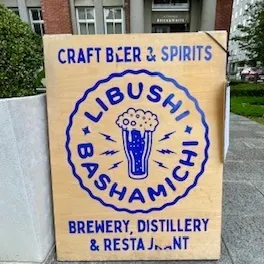 CRAFT BEER & SPIRITS
LIBUSHI
BASHAMICHI
BREWERY, DISTILLERY
& RESTAURANT